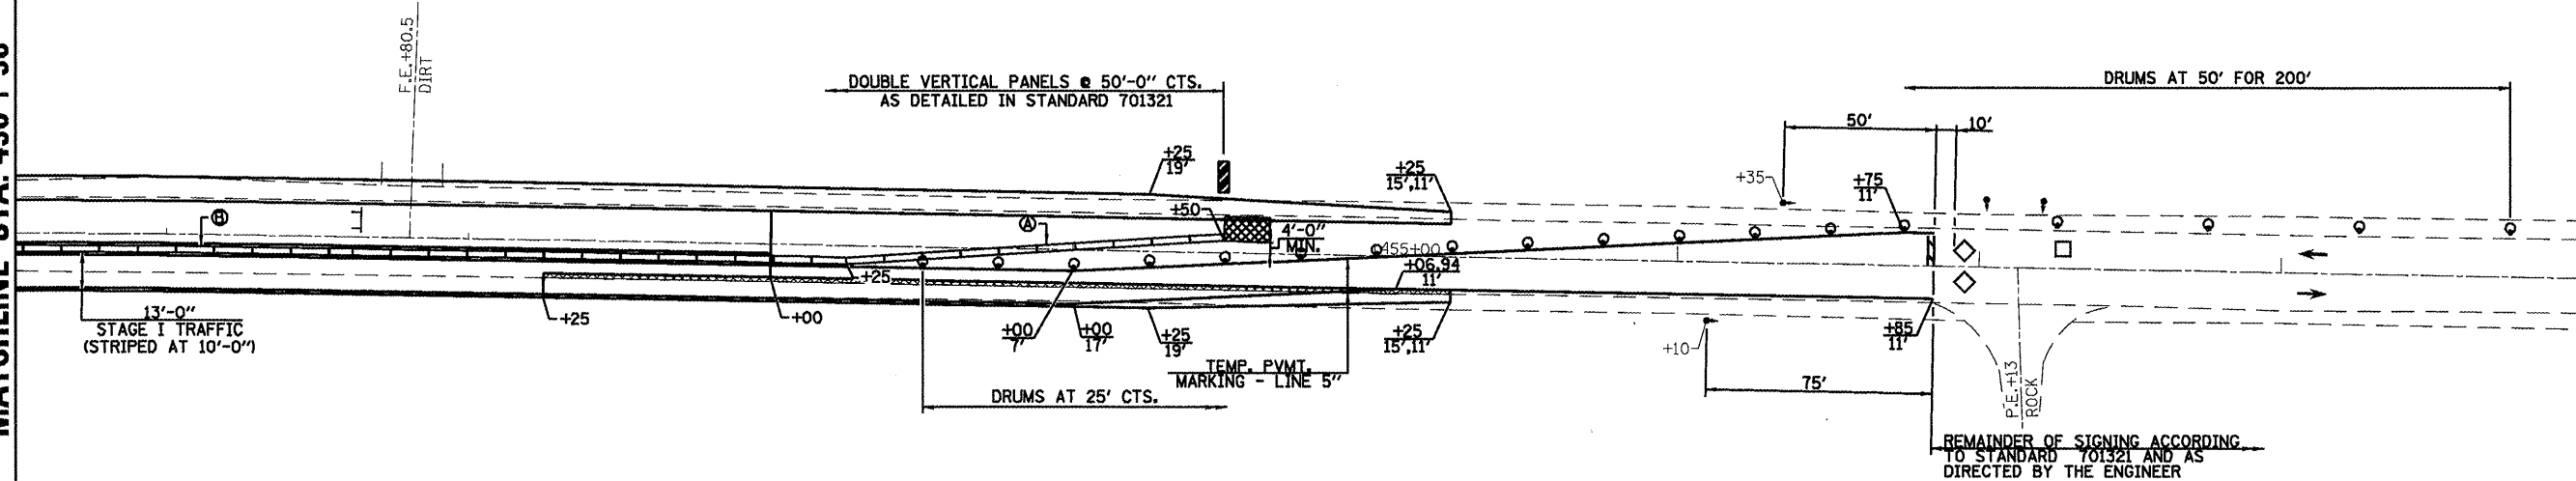 F.E.+80.5
DIRT
DOUBLE VERTICAL PANELS @ 50'-0" CTS.
AS DETAILED IN STANDARD 701321
DRUMS AT 50' FOR 200'
50'
10'
+25
19'
+25
15',11'
+35
+75
11'
B
A
+50
4'-0"
MIN.
455+00
+25
+06.94
11'
13'-0"
STAGE I TRAFFIC
(STRIPED AT 10'-0")
+25
+00
+00
7'
+00
17'
+25
19'
+25
15',11'
+10
+85
11'
TEMP. PVMT.
MARKING - LINE 5"
DRUMS AT 25' CTS.
75'
P.E.+13
ROCK
REMAINDER OF SIGNING ACCORDING
TO STANDARD 701321 AND AS
DIRECTED BY THE ENGINEER